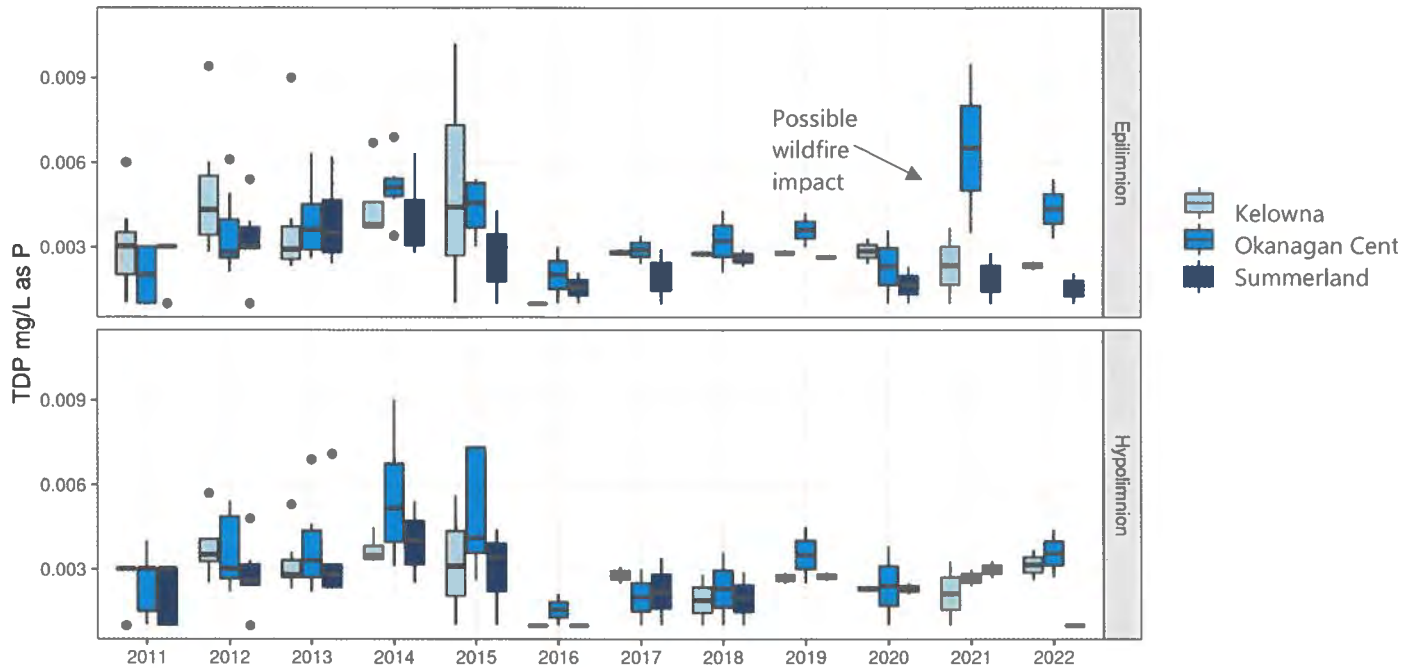 TDP mg/L as P
0.009
0.006
0.003
Possible
wildfire
impact
Epilimnion
0.009
0.006
0.003
Hypolimnion
2011 2012 2013 2014 2015 2016 2017 2018 2019 2020 2021 2022
Kelowna
Okanagan Cent
Summerland